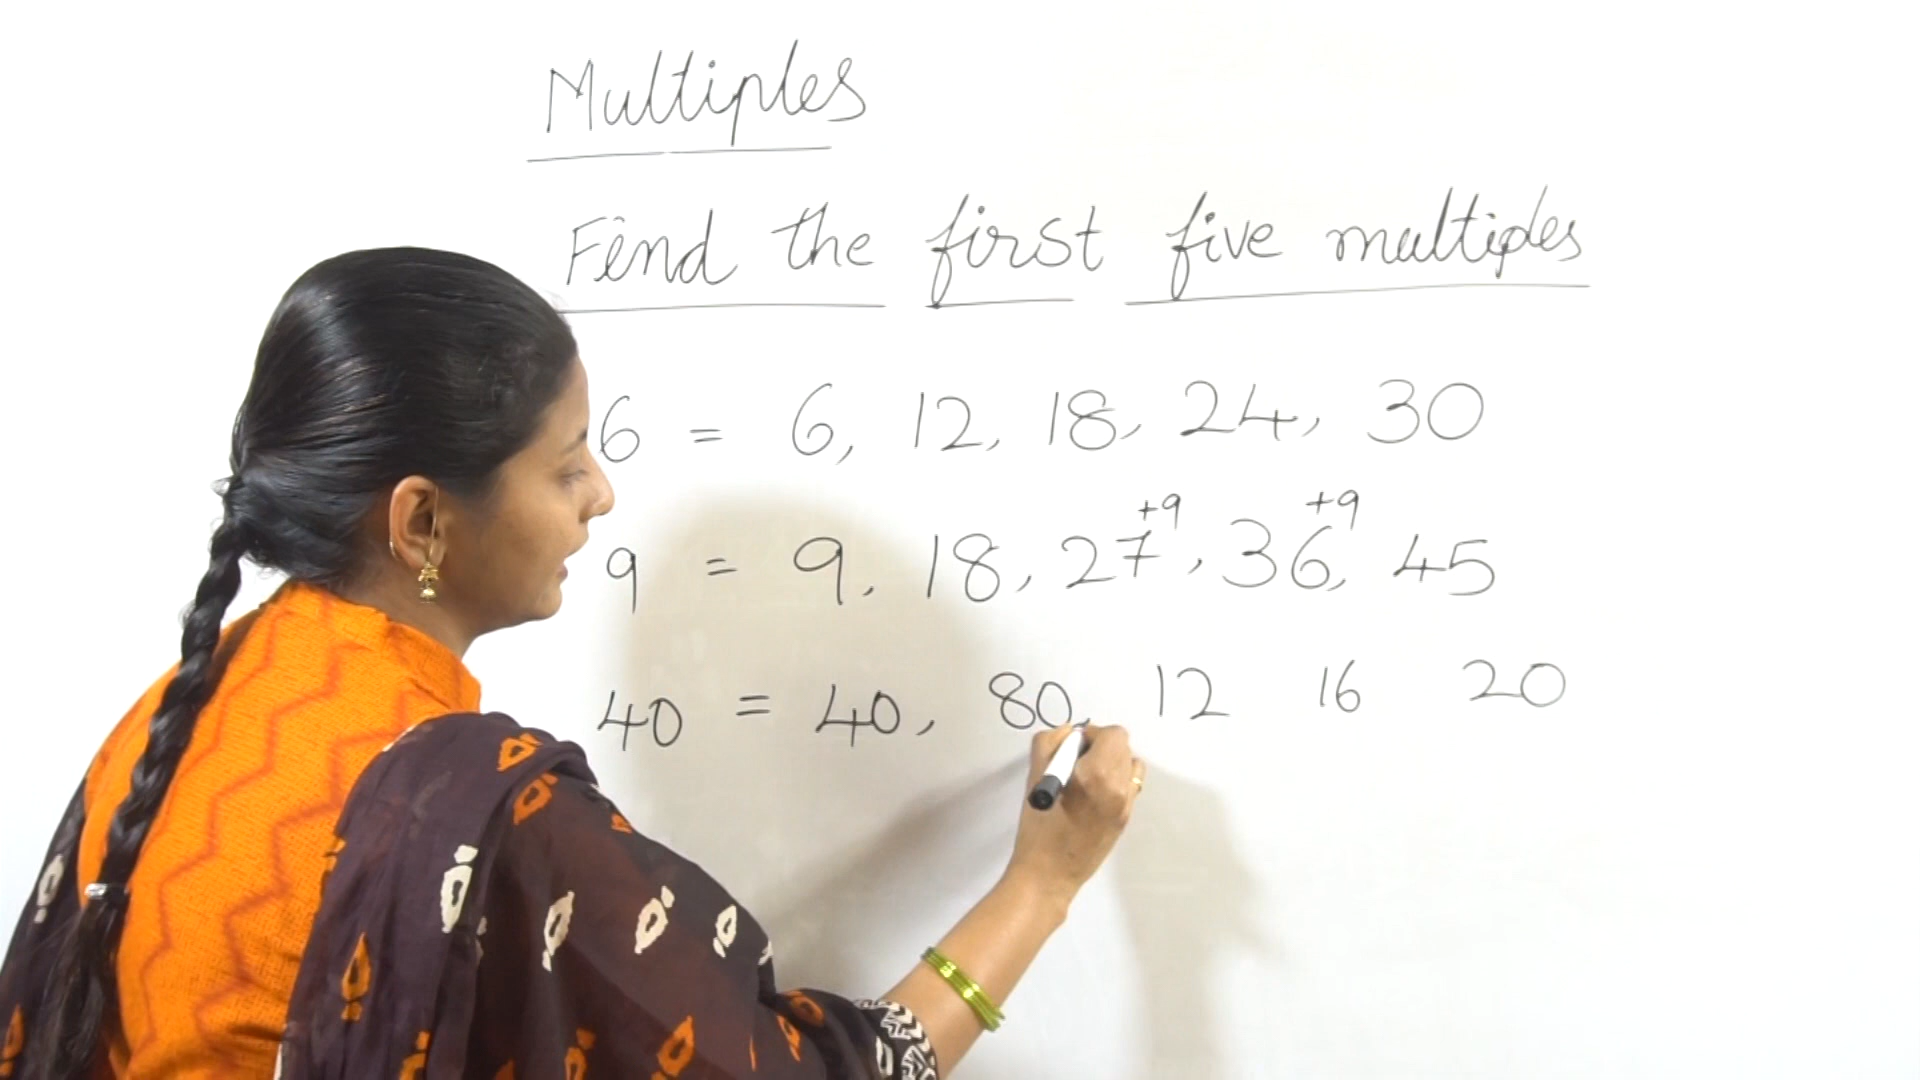 Multiples
Find the first five multiples
6 = 6, 12, 18, 24, 30
+9 +9
9 = 9, 18, 27, 36, 45
40 = 40, 80, 12 16 20